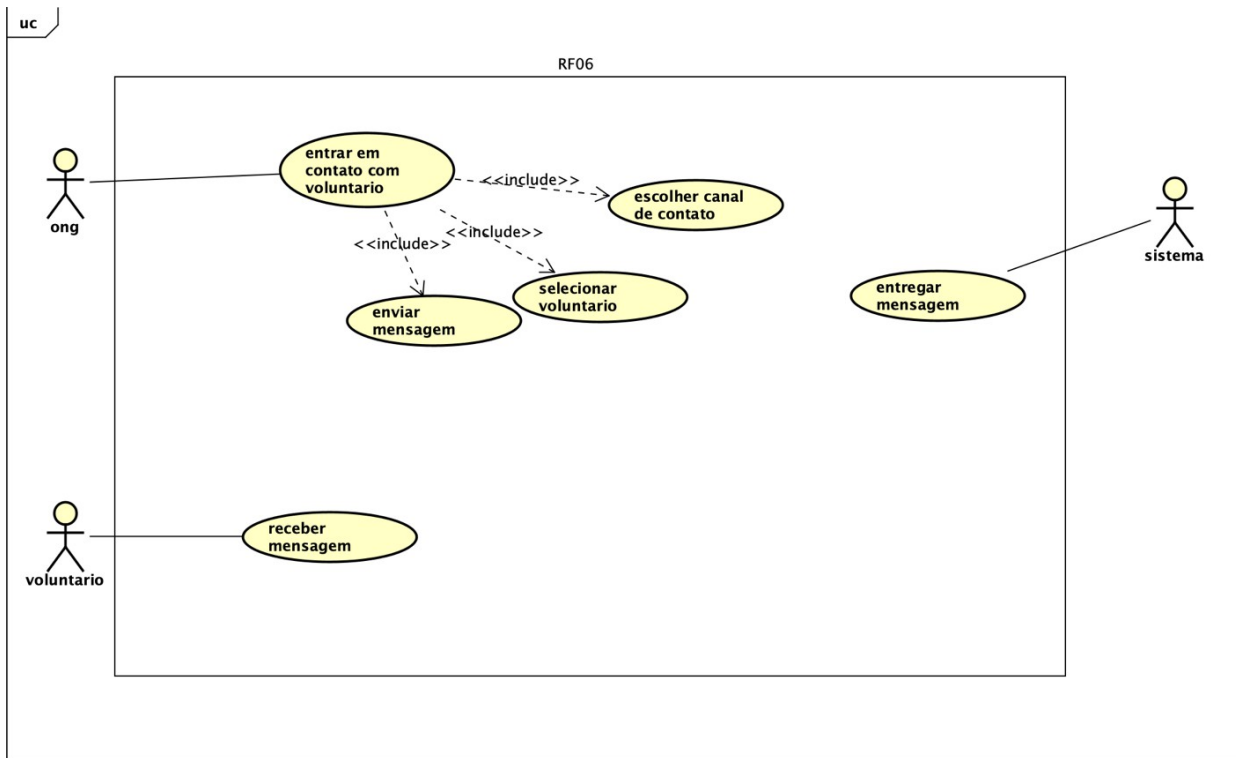 uc
RF06
entrar em
contato com
voluntario
<<include>>
escolher canal
de contato
ong
<<include>>
<<include>>
sistema
selecionar
voluntario
entregar
mensagem
enviar
mensagem
receber
mensagem
voluntario